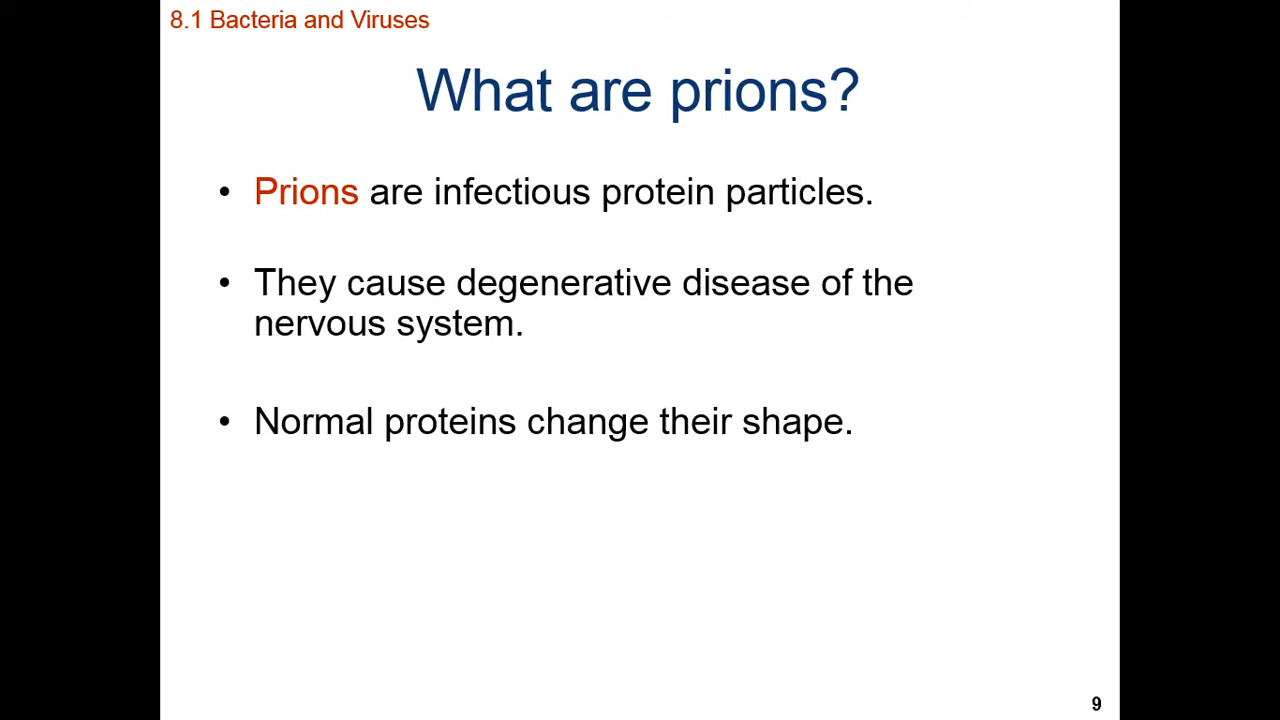 8.1 Bacteria and Viruses
What are prions?
• Prions are infectious protein particles.
• They cause degenerative disease of the
nervous system.
• Normal proteins change their shape.
9